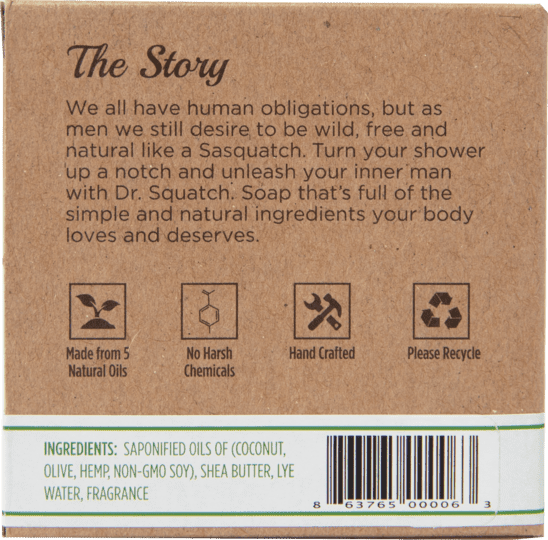 The Story
We all have human obligations, but as
men we still desire to be wild, free and
natural like a Sasquatch. Turn your shower
up a notch and unleash your inner man
with Dr. Squatch. Soap that's full of the
simple and natural ingredients your body
loves and deserves.
Made from 5
Natural Oils
No Harsh
Chemicals
Hand Crafted
Please Recycle
INGREDIENTS: SAPONIFIED OILS OF (COCONUT,
OLIVE, HEMP, NON-GMO SOY), SHEA BUTTER, LYE
WATER, FRAGRANCE
8 63765 00006 3